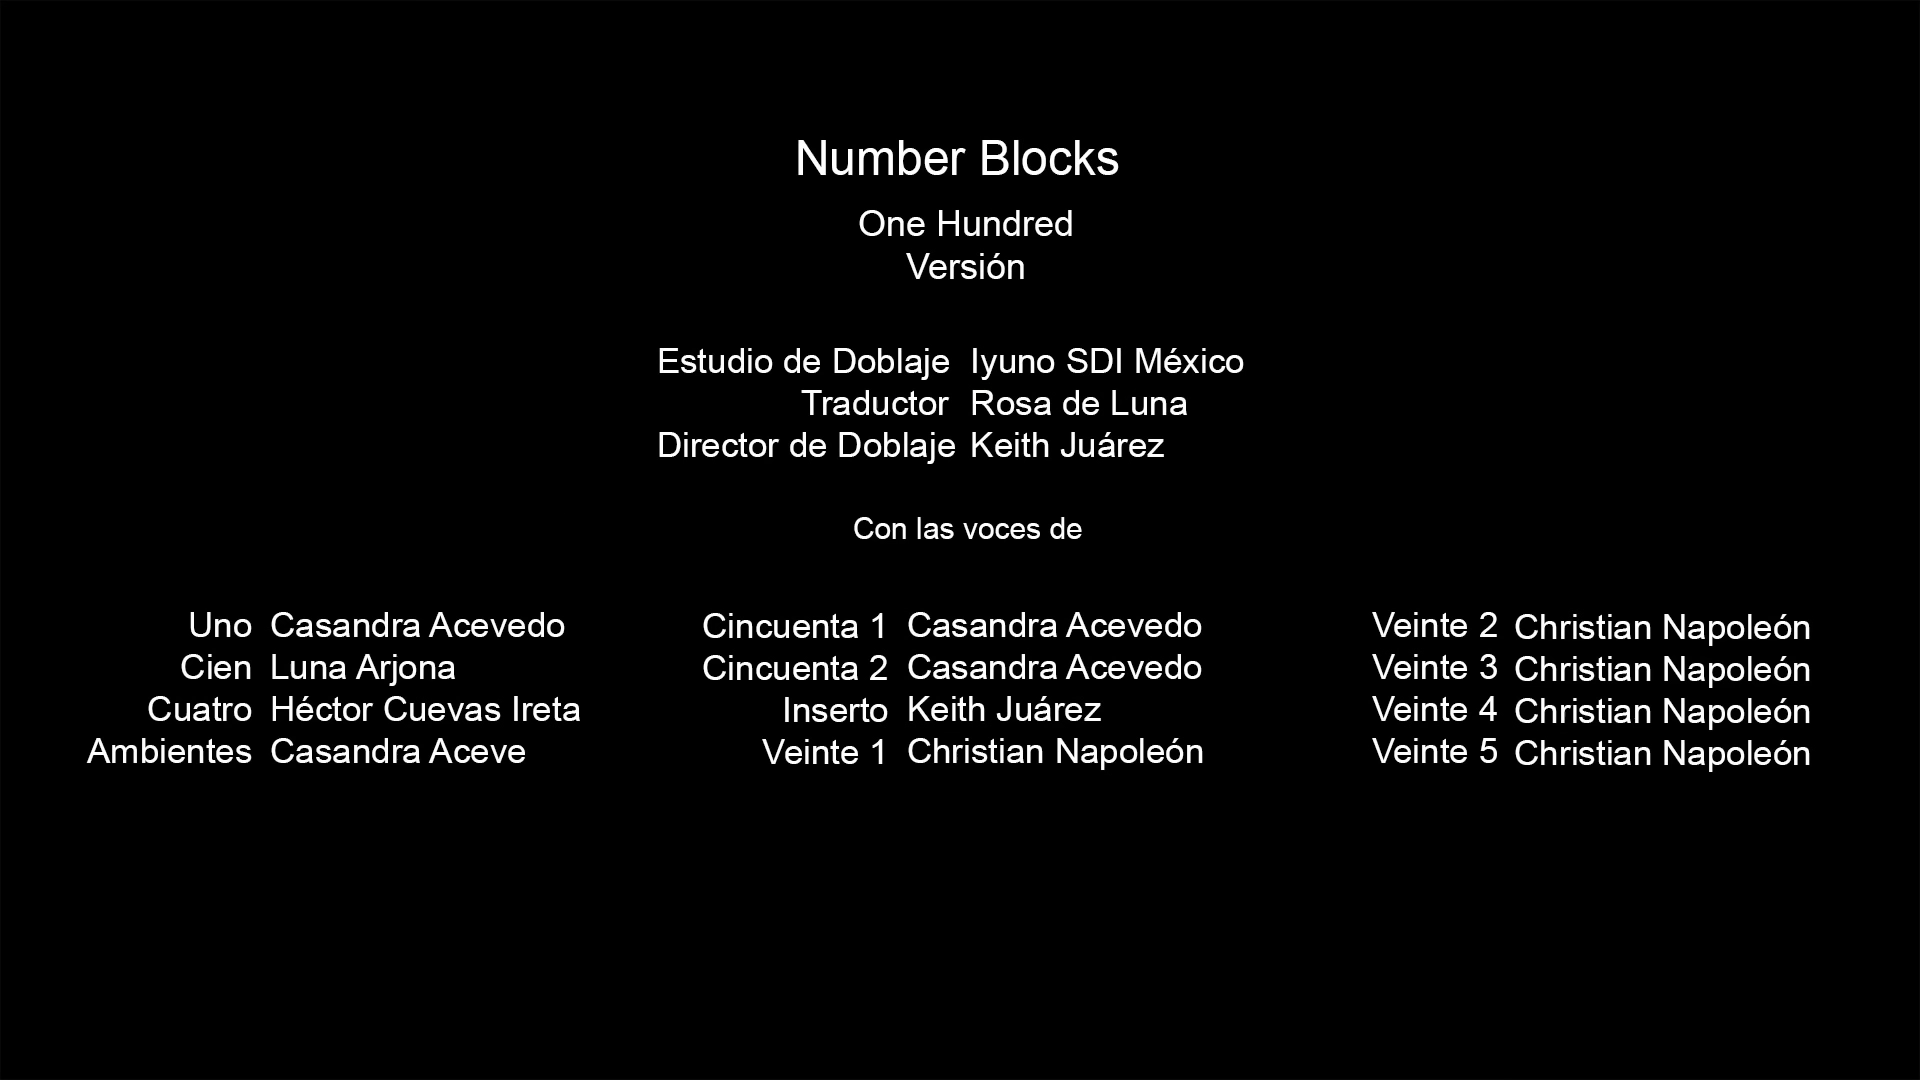 Number Blocks
One Hundred
Versión
Estudio de Doblaje Iyuno SDI México
Traductor Rosa de Luna
Director de Doblaje Keith Juárez
Con las voces de
Uno Casandra Acevedo
Cien Luna Arjona
Cuatro Héctor Cuevas Ireta
Ambientes Casandra Aceve
Cincuenta 1 Casandra Acevedo
Cincuenta 2 Casandra Acevedo
Inserto Keith Juárez
Veinte 1 Christian Napoleón
Veinte 2 Christian Napoleón
Veinte 3 Christian Napoleón
Veinte 4 Christian Napoleón
Veinte 5 Christian Napoleón